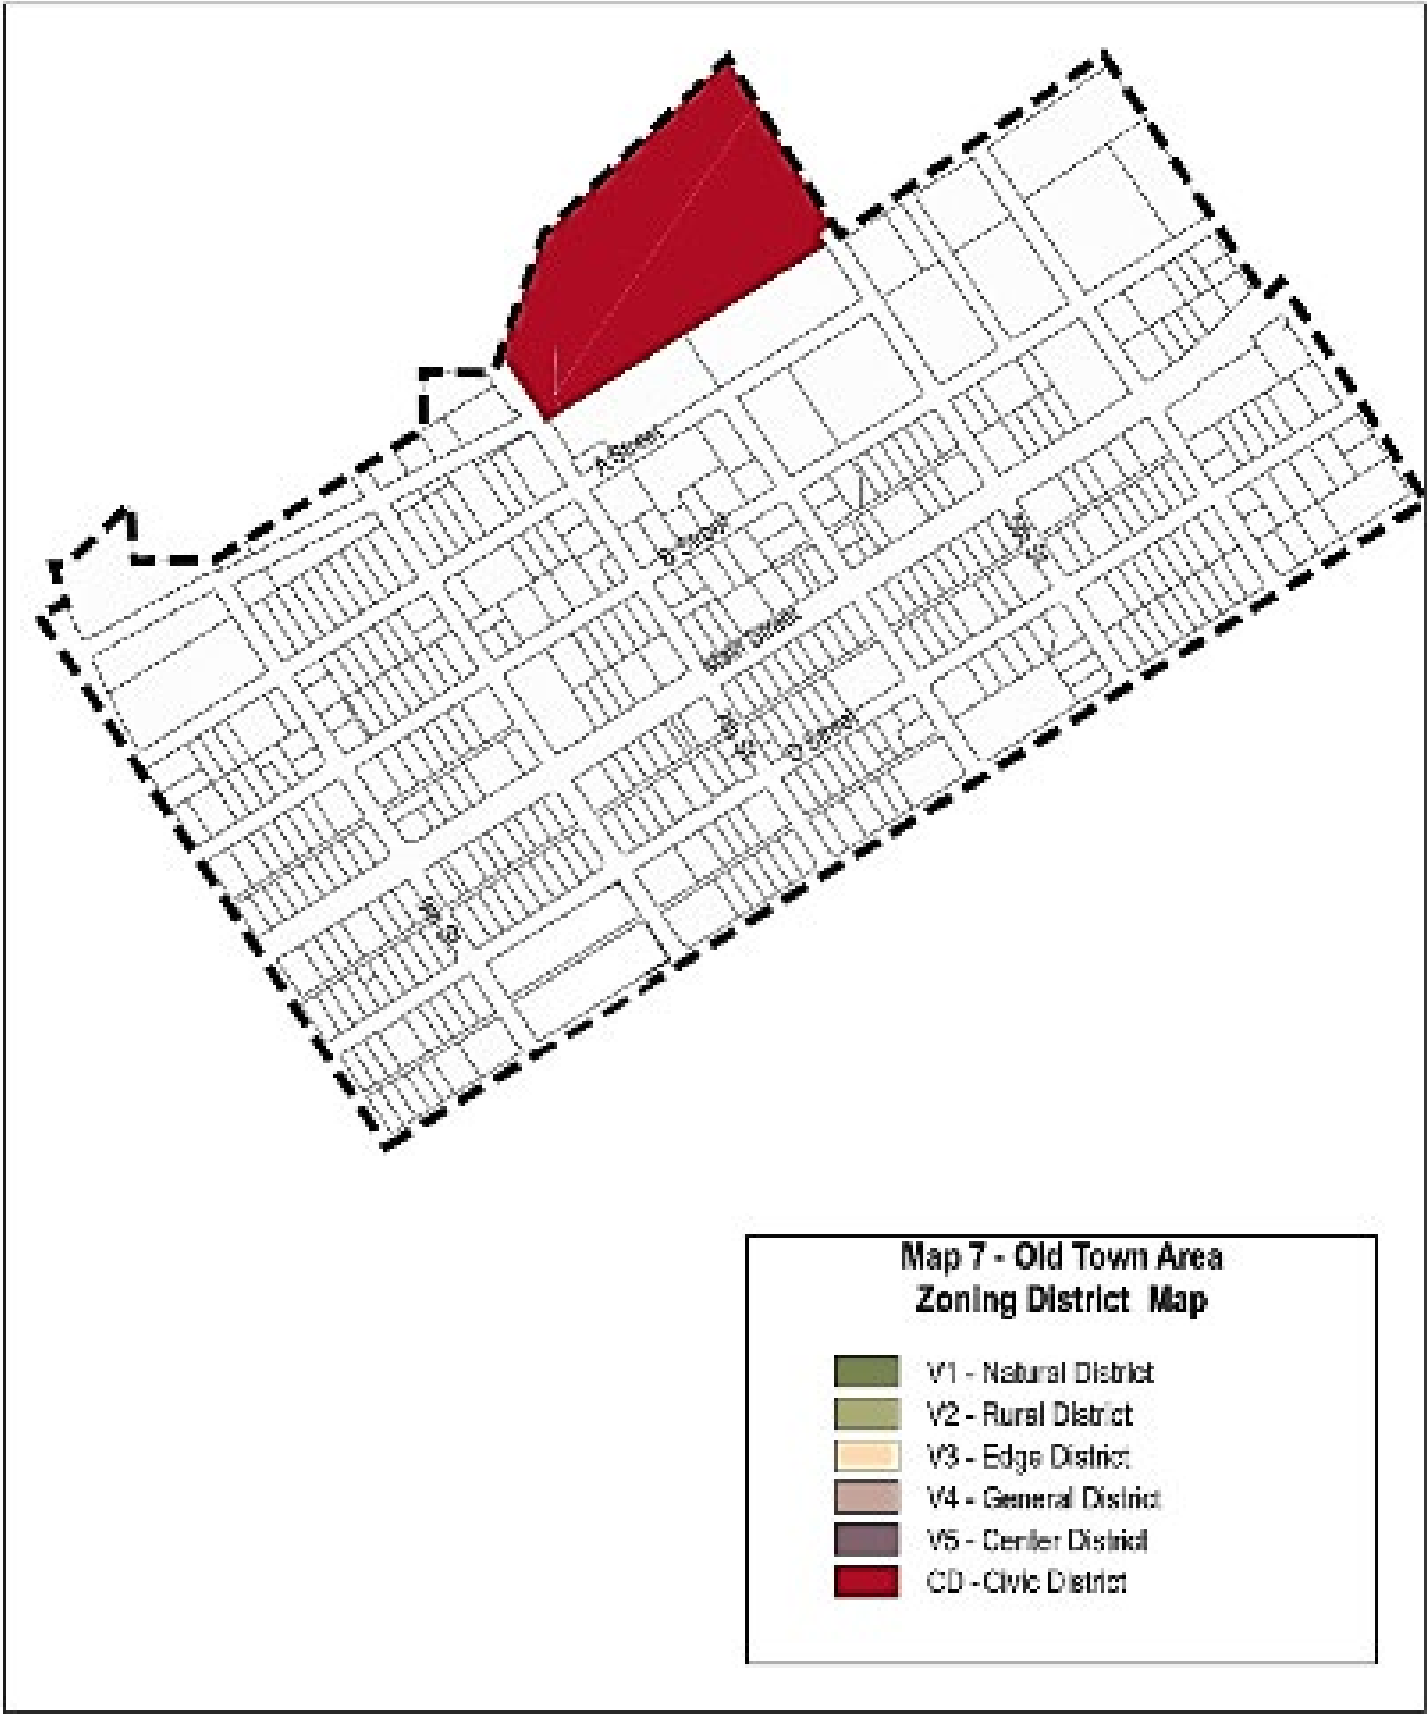 A Street
B Street
Main Street
C Street
Map 7 - Old Town Area
Zoning District Map
V1 - Natural District
V2 - Rural District
V3 - Edge District
V4 - General District
V5 - Center District
CD - Civic District